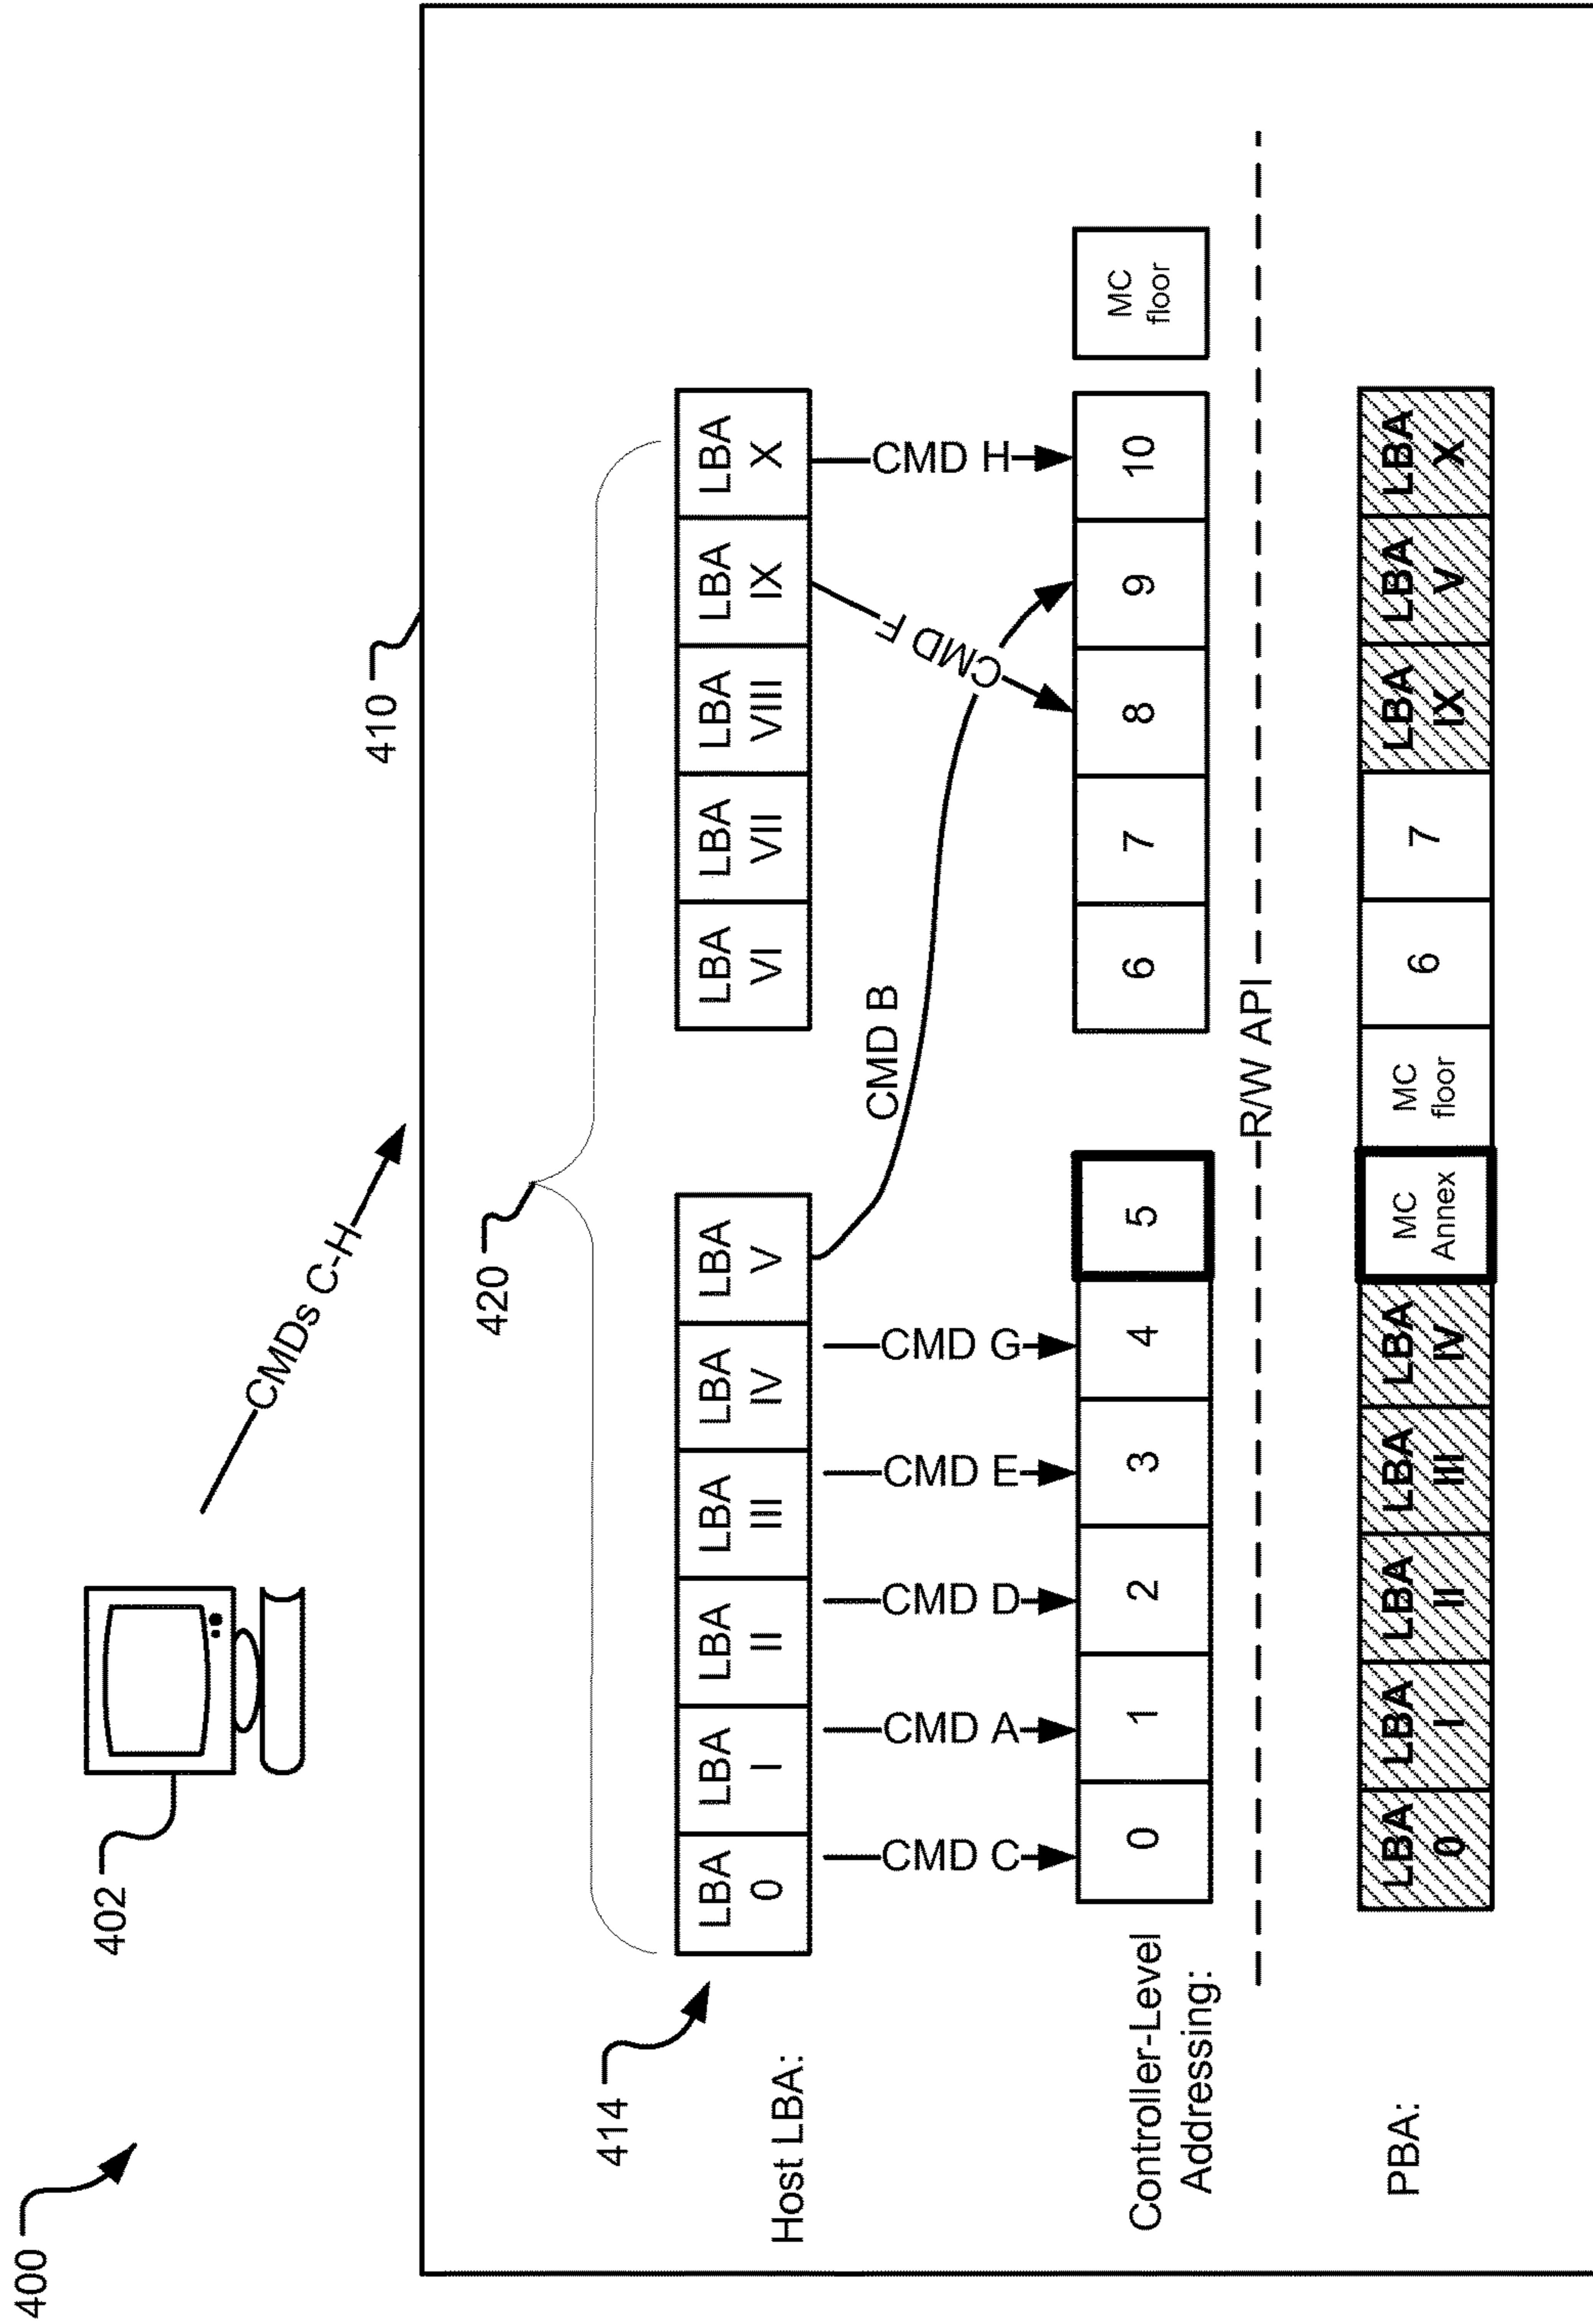 400
402
CMDs C-H
410
420
414
Host LBA:
LBA 0
LBA I
LBA II
LBA III
LBA IV
LBA V
LBA VI
LBA VII
LBA VIII
LBA IX
LBA X
CMD C
CMD A
CMD D
CMD E
CMD G
CMD B
CMD F
CMD H
Controller-Level
Addressing:
0
1
2
3
4
5
6
7
8
9
10
MC
floor
R/W API
PBA:
LBA 0
LBA I
LBA II
LBA III
LBA IV
MC
Annex
MC
floor
6
7
LBA IX
LBA V
LBA X